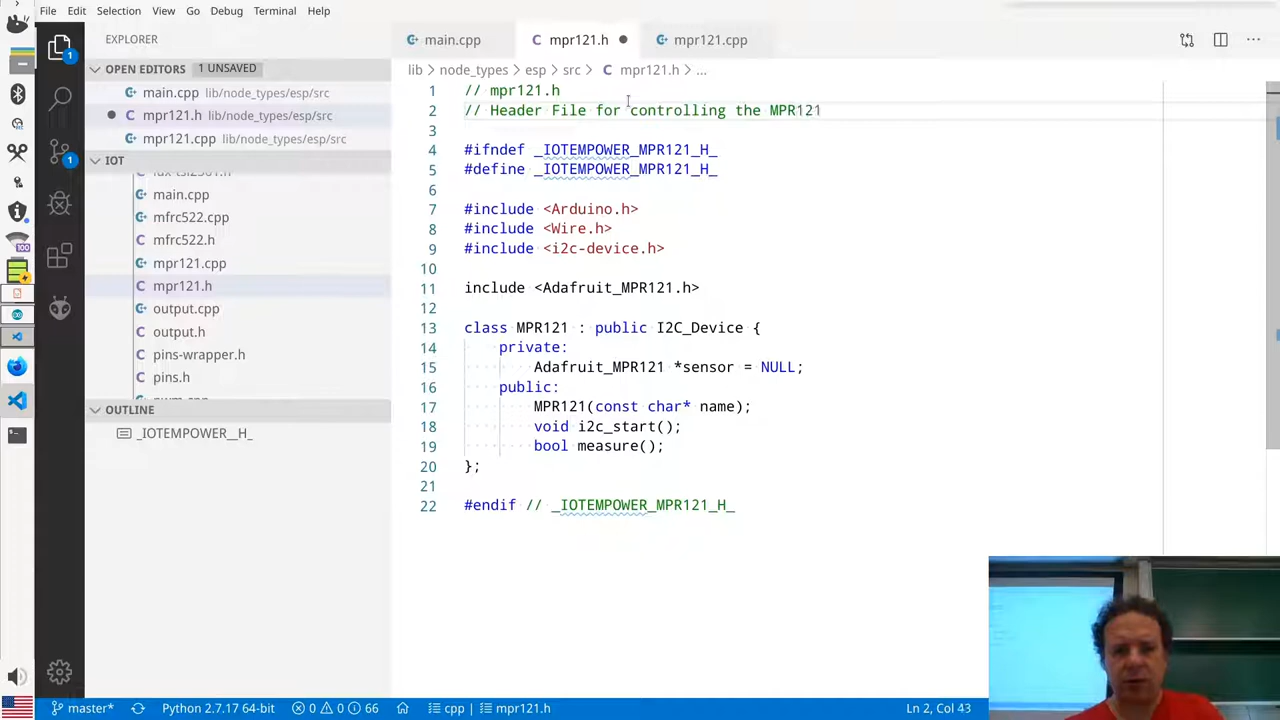 File Edit Selection View Go Debug Terminal Help
EXPLORER
main.cpp
mpr121.h
mpr121.cpp
OPEN EDITORS 1 UNSAVED
main.cpp lib/node_types/esp/src
mpr121.h lib/node_types/esp/src
mpr121.cpp lib/node_types/esp/src
IOT
main.cpp
mfrc522.cpp
mfrc522.h
mpr121.cpp
mpr121.h
output.cpp
output.h
pins-wrapper.h
pins.h
OUTLINE
_IOTEMPOWER__H_
1
1
100
lib > node_types > esp > src > mpr121.h > ...
1 // mpr121.h
2 // Header File for controlling the MPR121
3
4 #ifndef _IOTEMPOWER_MPR121_H_
5 #define _IOTEMPOWER_MPR121_H_
6
7 #include <Arduino.h>
8 #include <Wire.h>
9 #include <i2c-device.h>
10
11 include <Adafruit_MPR121.h>
12
13 class MPR121 : public I2C_Device {
14 private:
15 Adafruit_MPR121 *sensor = NULL;
16 public:
17 MPR121(const char* name);
18 void i2c_start();
19 bool measure();
20 };
21
22 #endif // _IOTEMPOWER_MPR121_H_
master* Python 2.7.17 64-bit 0 0 66 cpp | mpr121.h Ln 2, Col 43